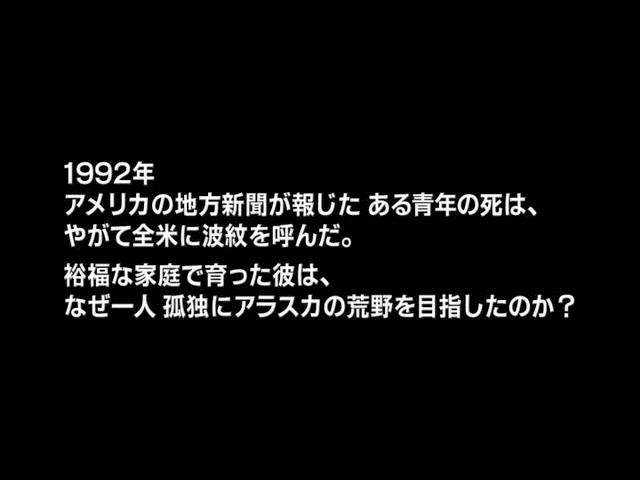 1992年
アメリカの地方新聞が報じた ある青年の死は、
やがて全米に波紋を呼んだ。
裕福な家庭で育った彼は、
なぜ一人 孤独にアラスカの荒野を目指したのか?